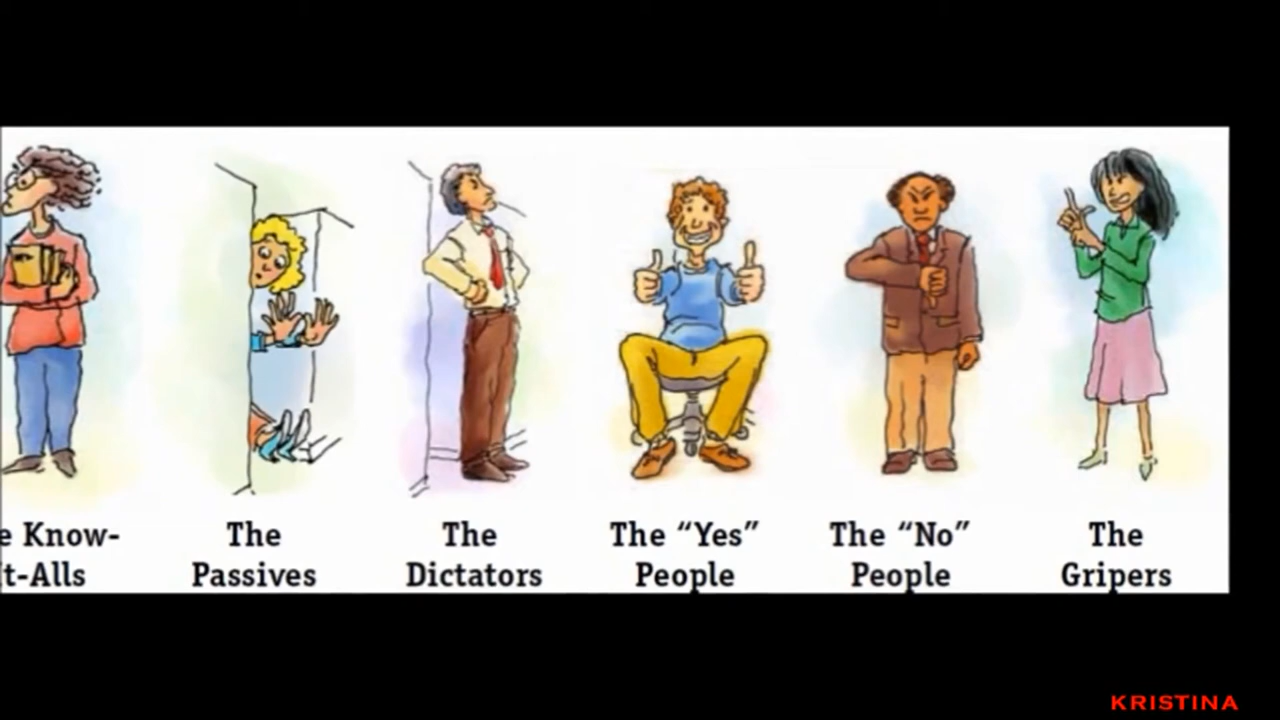 e Know-
t-Alls
The
Passives
The
Dictators
The “Yes”
People
The “No”
People
The
Gripers
KRISTINA